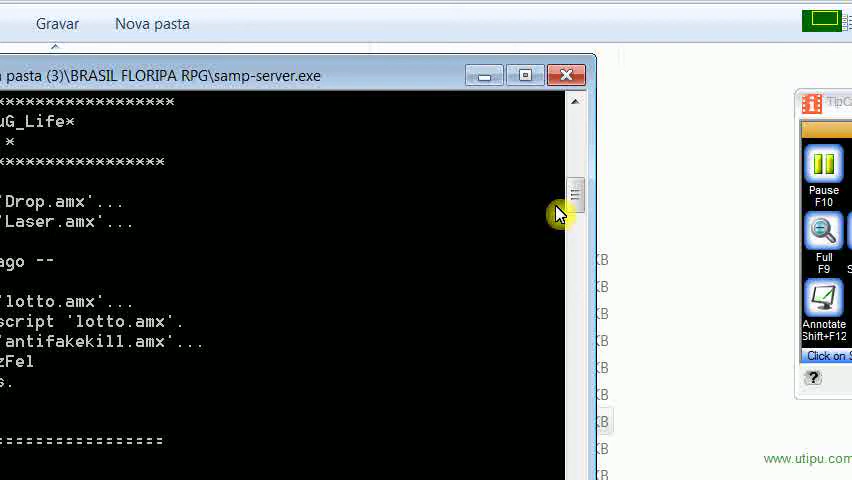 Gravar Nova pasta
pasta (3)\BRASIL FLORIPA RPG\samp-server.exe
*******************
uG_Life*
*
*****************
'Drop.amx'...
'Laser.amx'...
ago --
'lotto.amx'...
script 'lotto.amx'.
'antifakekill.amx'...
zFel
s.
=================
KB
KB
KB
KB
KB
KB
KB
KB
KB
Pause
F10
Full
F9
Annotate
Shift+F12
Click on
?
www.utipu.com